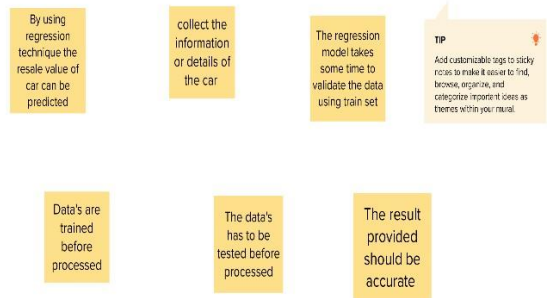 By using
regression
technique the
resale value of
car can be
predicted
collect the
information
or details of
the car
The regression
model takes
some time to
validate the data
using train set
TIP
Add customizable tags to sticky
notes to make it easier to find,
browse, organize, and
categorize important ideas as
themes within your mural.
Data's are
trained
before
processed
The data's
has to be
tested before
processed
The result
provided
should be
accurate